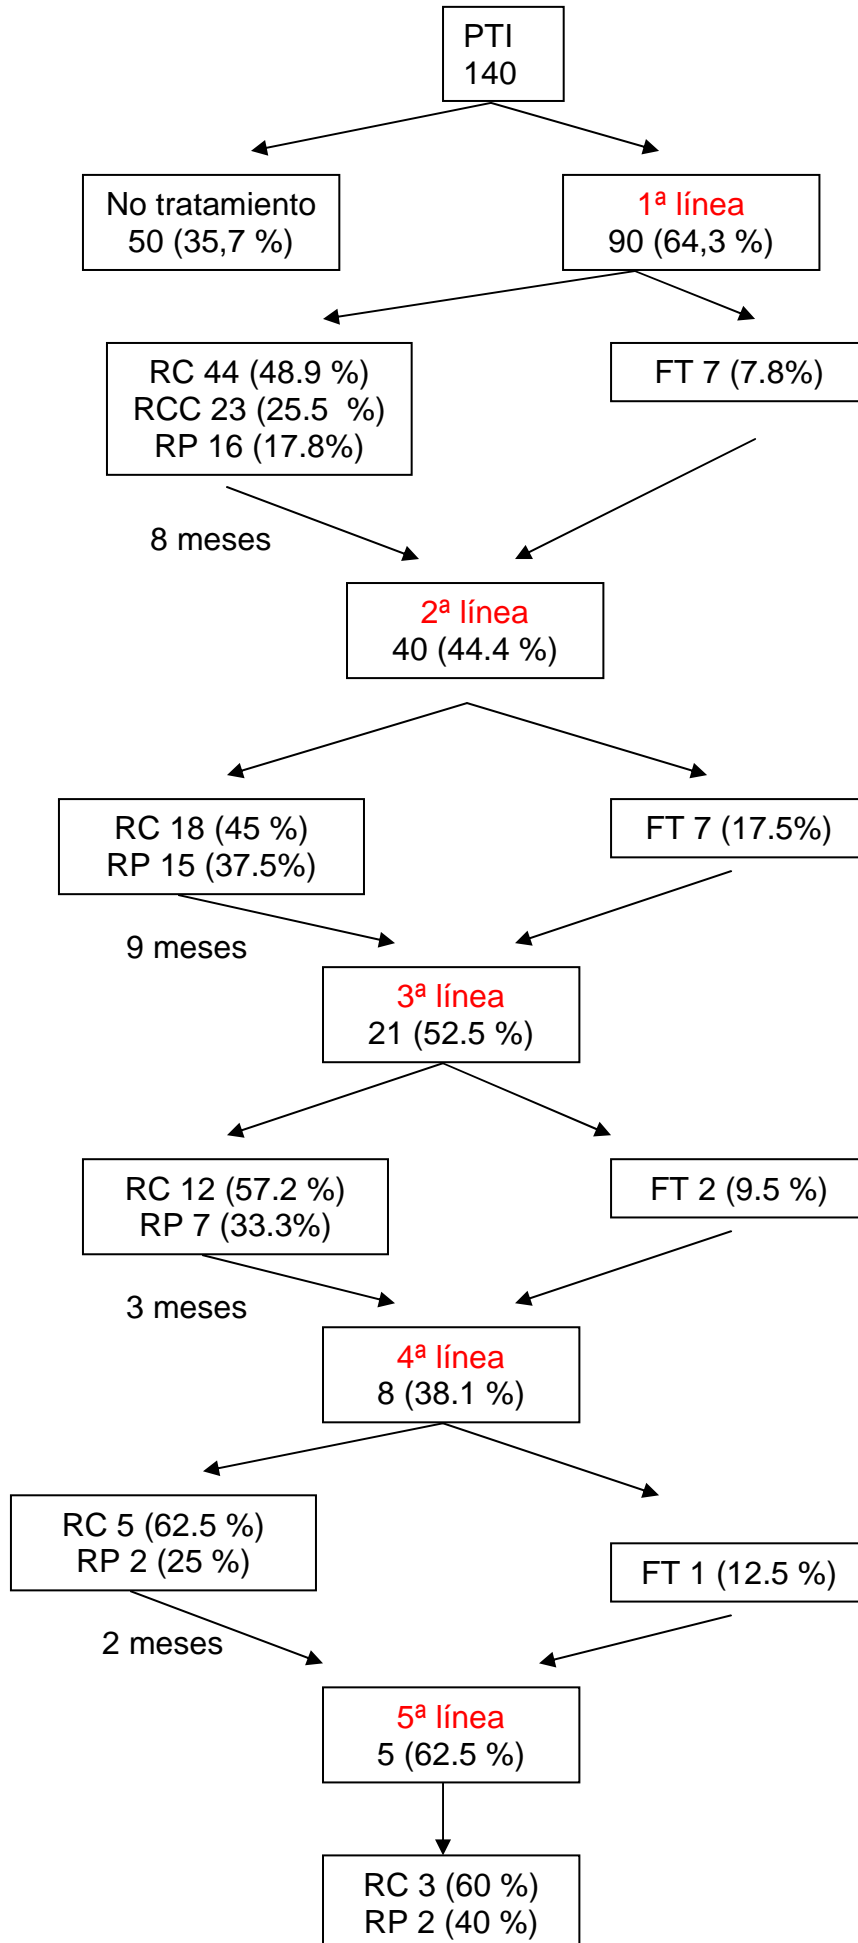 PTI
140
No tratamiento
50 (35,7 %)
1ª línea
90 (64,3 %)
RC 44 (48.9 %)
RCC 23 (25.5  %)
RP 16 (17.8%)
FT 7 (7.8%)
8 meses
2ª línea
40 (44.4 %)
RC 18 (45 %)
RP 15 (37.5%)
FT 7 (17.5%)
9 meses
3ª línea
21 (52.5 %)
RC 12 (57.2 %)
RP 7 (33.3%)
FT 2 (9.5 %)
3 meses
4ª línea
8 (38.1 %)
RC 5 (62.5 %)
RP 2 (25 %)
FT 1 (12.5 %)
2 meses
5ª línea
5 (62.5 %)
RC 3 (60 %)
RP 2 (40 %)